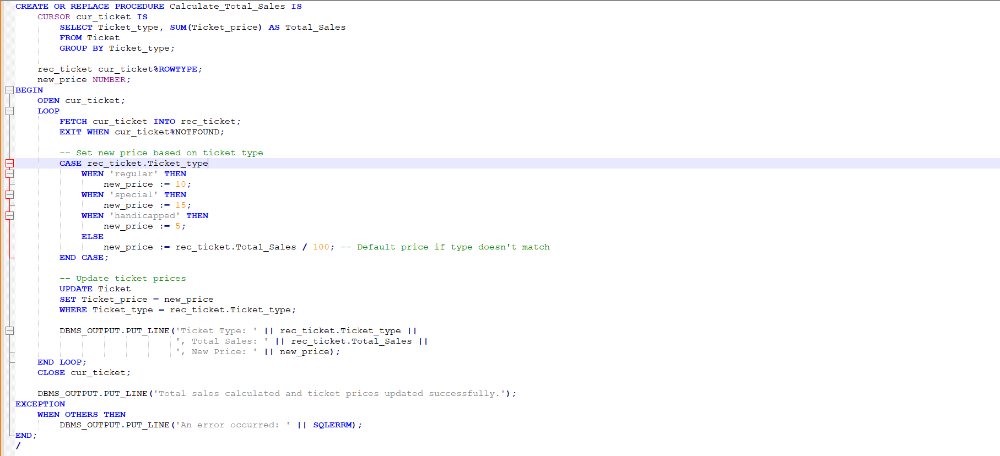 CREATE OR REPLACE PROCEDURE Calculate_Total_Sales IS
    CURSOR cur_ticket IS
        SELECT Ticket_type, SUM(Ticket_price) AS Total_Sales
        FROM Ticket
        GROUP BY Ticket_type;

    rec_ticket cur_ticket%ROWTYPE;
    new_price NUMBER;
BEGIN
    OPEN cur_ticket;
    LOOP
        FETCH cur_ticket INTO rec_ticket;
        EXIT WHEN cur_ticket%NOTFOUND;

        -- Set new price based on ticket type
        CASE rec_ticket.Ticket_type
            WHEN 'regular' THEN
                new_price := 10;
            WHEN 'special' THEN
                new_price := 15;
            WHEN 'handicapped' THEN
                new_price := 5;
            ELSE
                new_price := rec_ticket.Total_Sales / 100; -- Default price if type doesn't match
        END CASE;

        -- Update ticket prices
        UPDATE Ticket
        SET Ticket_price = new_price
        WHERE Ticket_type = rec_ticket.Ticket_type;

        DBMS_OUTPUT.PUT_LINE('Ticket Type: ' || rec_ticket.Ticket_type ||
                             ', Total Sales: ' || rec_ticket.Total_Sales ||
                             ', New Price: ' || new_price);
    END LOOP;
    CLOSE cur_ticket;

    DBMS_OUTPUT.PUT_LINE('Total sales calculated and ticket prices updated successfully.');
EXCEPTION
    WHEN OTHERS THEN
        DBMS_OUTPUT.PUT_LINE('An error occurred: ' || SQLERRM);
END;
/